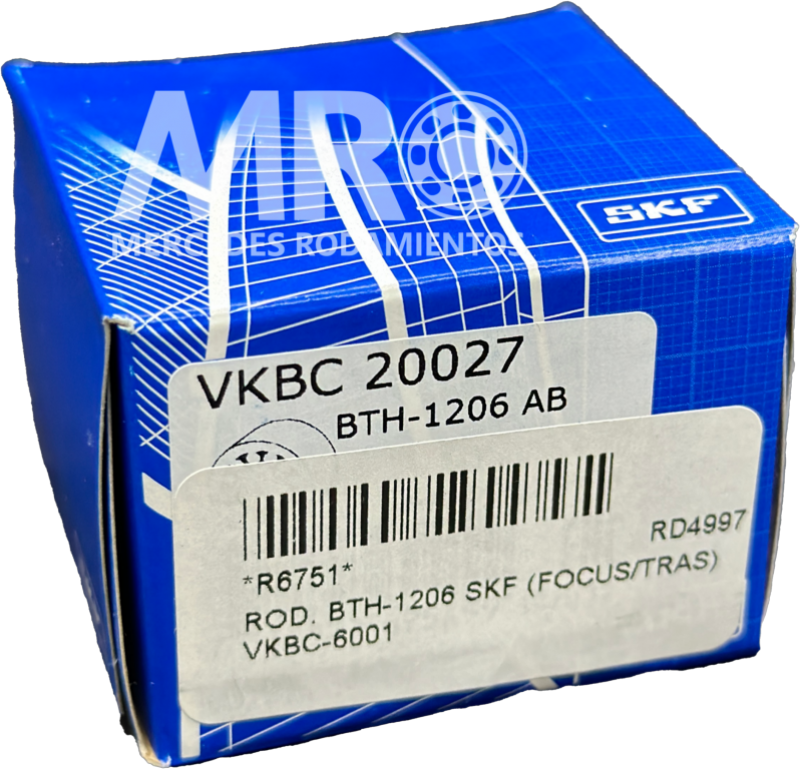 MR
MERCEDES RODAMIENTOS
SKF
VKBC 20027
BTH-1206 AB
RD4997
*R6751*
ROD. BTH-1206 SKF (FOCUS/TRAS)
VKBC-6001